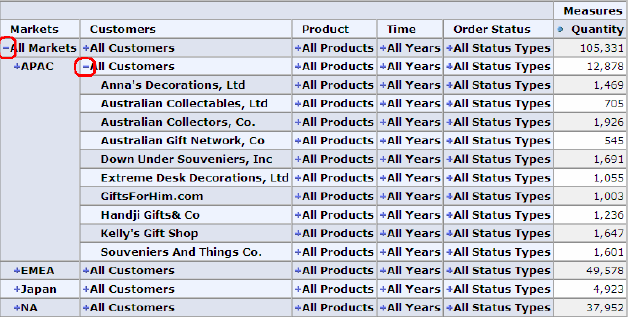 Measures
Markets Customers Product Time Order Status Quantity
-All Markets +All Customers +All Products +All Years +All Status Types 105,331
+APAC -All Customers +All Products +All Years +All Status Types 12,878
Anna's Decorations, Ltd +All Products +All Years +All Status Types 1,469
Australian Collectables, Ltd +All Products +All Years +All Status Types 705
Australian Collectors, Co. +All Products +All Years +All Status Types 1,926
Australian Gift Network, Co +All Products +All Years +All Status Types 545
Down Under Souveniers, Inc +All Products +All Years +All Status Types 1,691
Extreme Desk Decorations, Ltd +All Products +All Years +All Status Types 1,055
GiftsForHim.com +All Products +All Years +All Status Types 1,003
Handji Gifts& Co +All Products +All Years +All Status Types 1,236
Kelly's Gift Shop +All Products +All Years +All Status Types 1,647
Souveniers And Things Co. +All Products +All Years +All Status Types 1,601
+EMEA +All Customers +All Products +All Years +All Status Types 49,578
+Japan +All Customers +All Products +All Years +All Status Types 4,923
+NA +All Customers +All Products +All Years +All Status Types 37,952